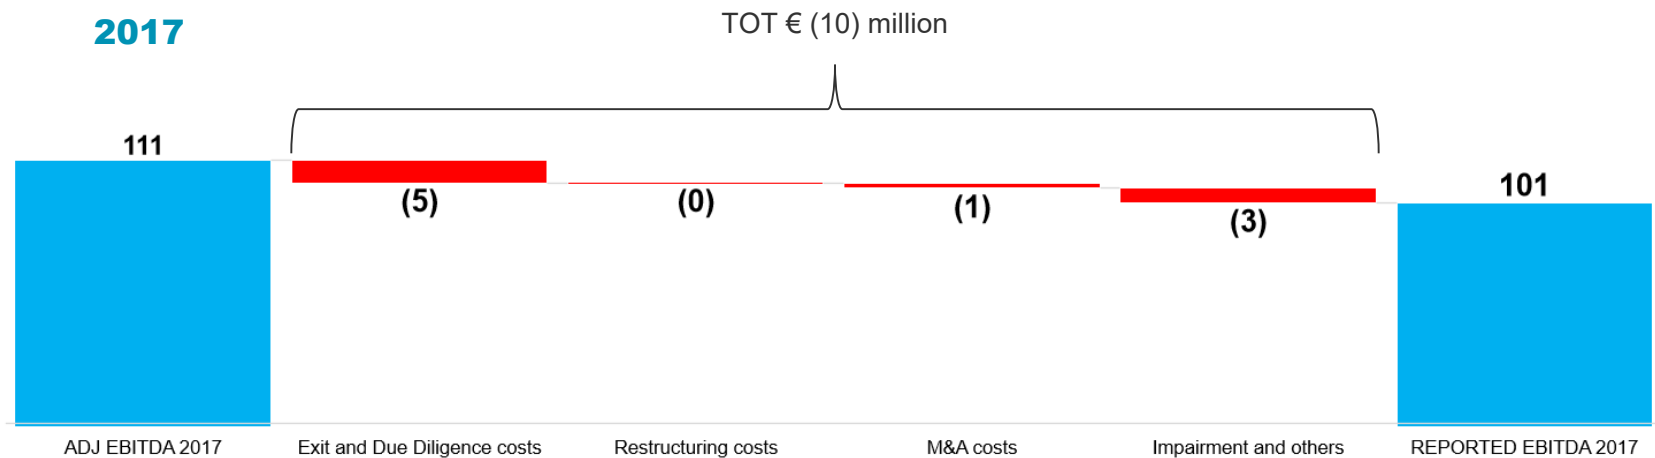 2017
TOT € (10) million
111
(5)
(0)
(1)
(3)
101
ADJ EBITDA 2017
Exit and Due Diligence costs
Restructuring costs
M&A costs
Impairment and others
REPORTED EBITDA 2017